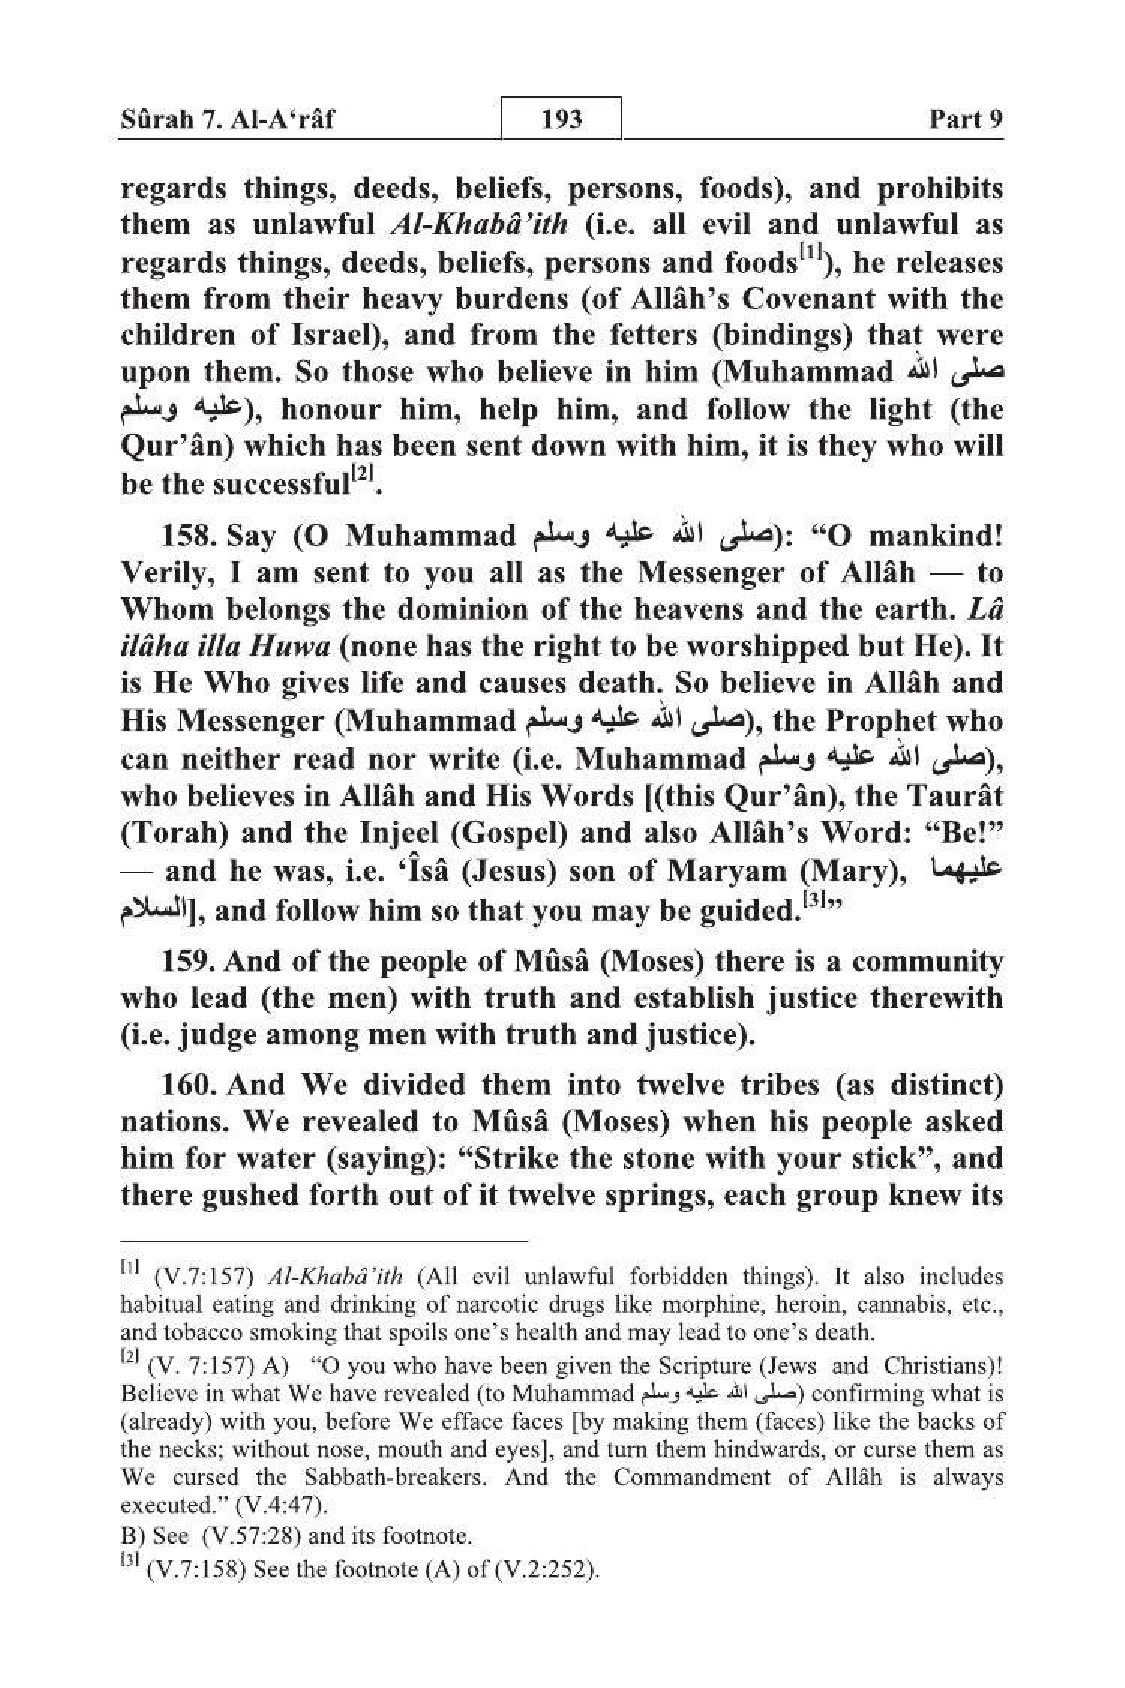 Sûrah 7. Al-A‘râf 193 Part 9
regards things, deeds, beliefs, persons, foods), and prohibits
them as unlawful Al-Khabâ’ith (i.e. all evil and unlawful as
regards things, deeds, beliefs, persons and foods[1]), he releases
them from their heavy burdens (of Allâh’s Covenant with the
children of Israel), and from the fetters (bindings) that were
upon them. So those who believe in him (Muhammad صلى الله
عليه وسلم), honour him, help him, and follow the light (the
Qur’ân) which has been sent down with him, it is they who will
be the successful[2].
158. Say (O Muhammad صلى الله عليه وسلم): “O mankind!
Verily, I am sent to you all as the Messenger of Allâh — to
Whom belongs the dominion of the heavens and the earth. Lâ
ilâha illa Huwa (none has the right to be worshipped but He). It
is He Who gives life and causes death. So believe in Allâh and
His Messenger (Muhammad صلى الله عليه وسلم), the Prophet who
can neither read nor write (i.e. Muhammad صلى الله عليه وسلم),
who believes in Allâh and His Words [(this Qur’ân), the Taurât
(Torah) and the Injeel (Gospel) and also Allâh’s Word: “Be!”
— and he was, i.e. ‘Îsâ (Jesus) son of Maryam (Mary), عليهما
السلام], and follow him so that you may be guided.[3]”
159. And of the people of Mûsâ (Moses) there is a community
who lead (the men) with truth and establish justice therewith
(i.e. judge among men with truth and justice).
160. And We divided them into twelve tribes (as distinct)
nations. We revealed to Mûsâ (Moses) when his people asked
him for water (saying): “Strike the stone with your stick”, and
there gushed forth out of it twelve springs, each group knew its
[1] (V.7:157) Al-Khabâ’ith (All evil unlawful forbidden things). It also includes
habitual eating and drinking of narcotic drugs like morphine, heroin, cannabis, etc.,
and tobacco smoking that spoils one’s health and may lead to one’s death.
[2] (V. 7:157) A) “O you who have been given the Scripture (Jews and Christians)!
Believe in what We have revealed (to Muhammad صلى الله عليه وسلم) confirming what is
(already) with you, before We efface faces [by making them (faces) like the backs of
the necks; without nose, mouth and eyes], and turn them hindwards, or curse them as
We cursed the Sabbath-breakers. And the Commandment of Allâh is always
executed.” (V.4:47).
B) See (V.57:28) and its footnote.
[3] (V.7:158) See the footnote (A) of (V.2:252).